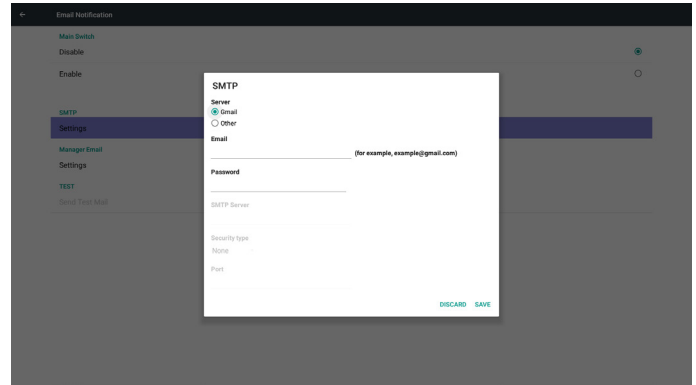 Email Notification
Main Switch
Disable
Enable
SMTP
Settings
Manager Email
Settings
TEST
Send Test Mail
SMTP
Server
Gmail
Other
Email
(for example, example@gmail.com)
Password
SMTP Server
Security type
None
Port
DISCARD SAVE